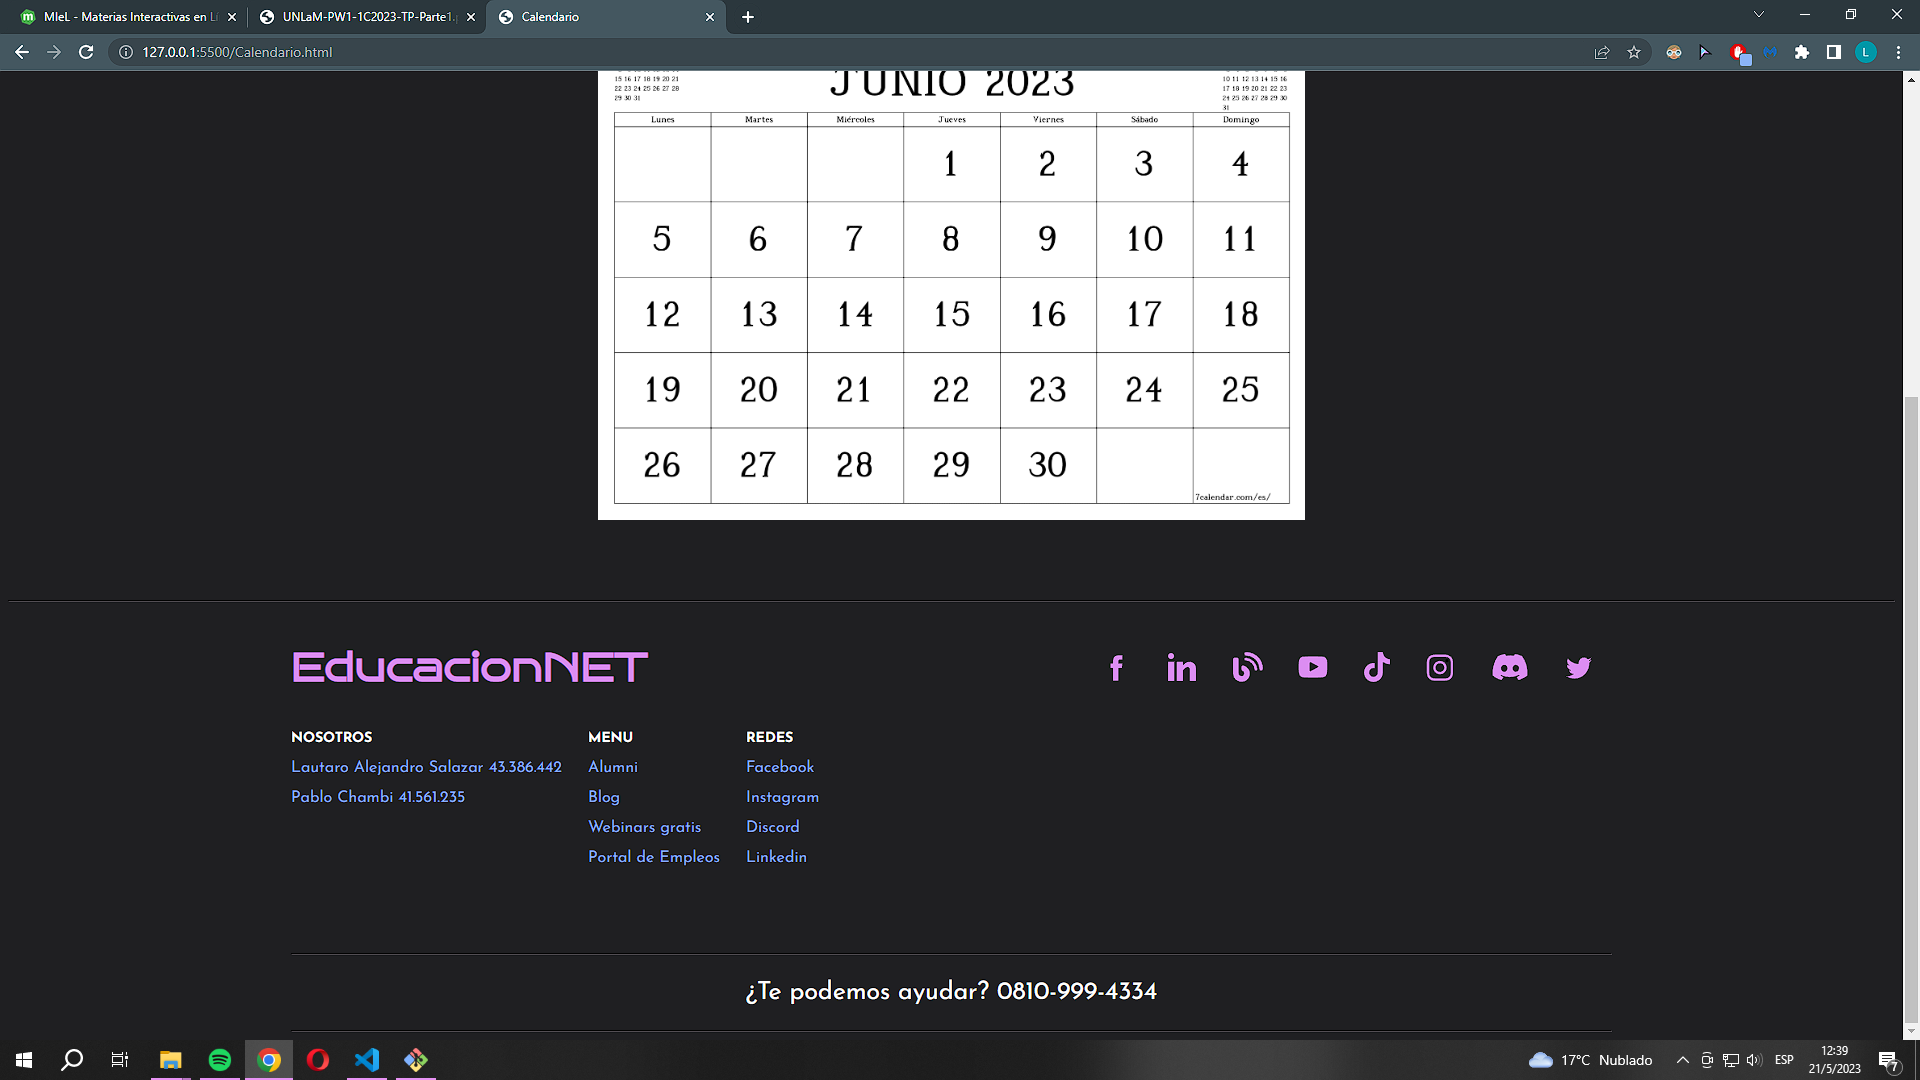 MIeL - Materias Interactivas en Lí
UNLaM-PW1-1C2023-TP-Parte1.
Calendario
127.0.0.1:5500/Calendario.html
L
JUNIO 2023
15 16 17 18 19 20 21
22 23 24 25 26 27 28
29 30 31
10 11 12 13 14 15 16
17 18 19 20 21 22 23
24 25 26 27 28 29 30
31
Lunes Martes Miércoles Jueves Viernes Sábado Domingo
1 2 3 4
5 6 7 8 9 10 11
12 13 14 15 16 17 18
19 20 21 22 23 24 25
26 27 28 29 30
7calendar.com/es/
EducacionNET
NOSOTROS
Lautaro Alejandro Salazar 43.386.442
Pablo Chambi 41.561.235
MENU
Alumni
Blog
Webinars gratis
Portal de Empleos
REDES
Facebook
Instagram
Discord
Linkedin
¿Te podemos ayudar? 0810-999-4334
17°C Nublado
ESP
12:39
21/5/2023
7